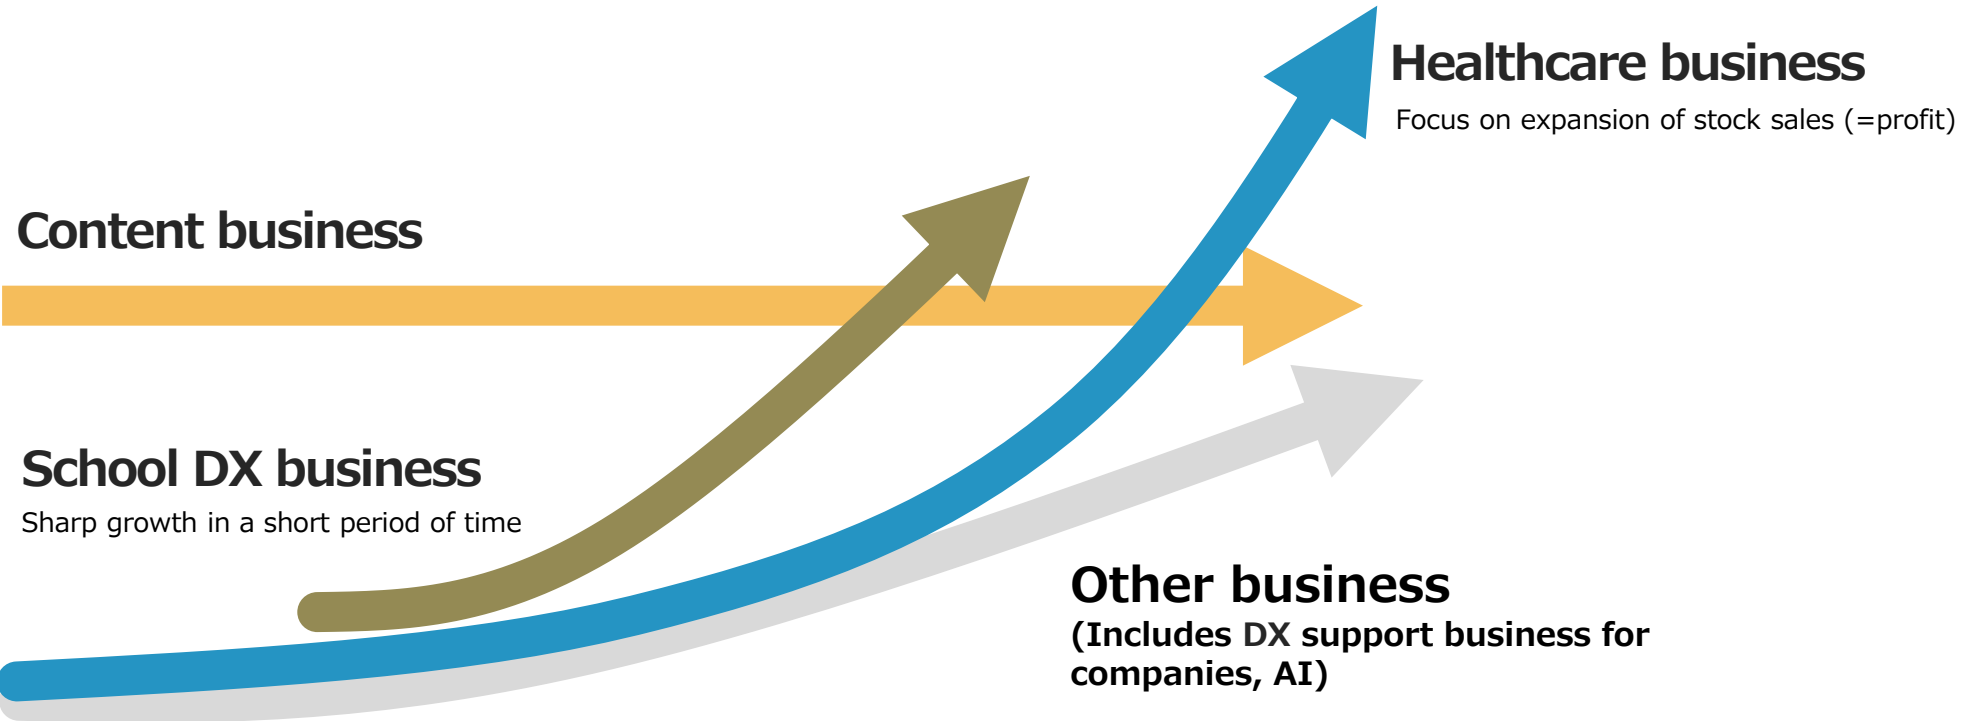 Healthcare business
Focus on expansion of stock sales (=profit)
Content business
School DX business
Sharp growth in a short period of time
Other business
(Includes DX support business for
companies, AI)